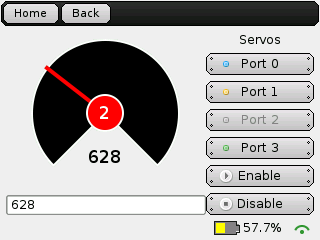 Home Back
Servos
Port 0
Port 1
Port 2
Port 3
Enable
Disable
2
628
628
57.7%